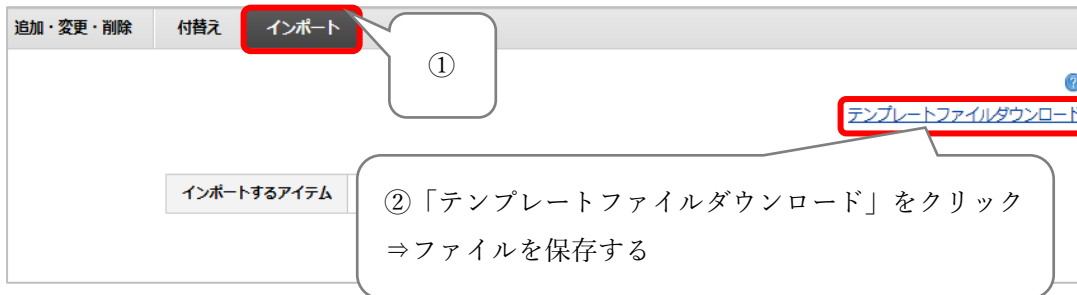 追加・変更・削除 付替え インポート
①
?
テンプレートファイルダウンロード
インポートするアイテム
②「テンプレートファイルダウンロード」をクリック
⇒ファイルを保存する